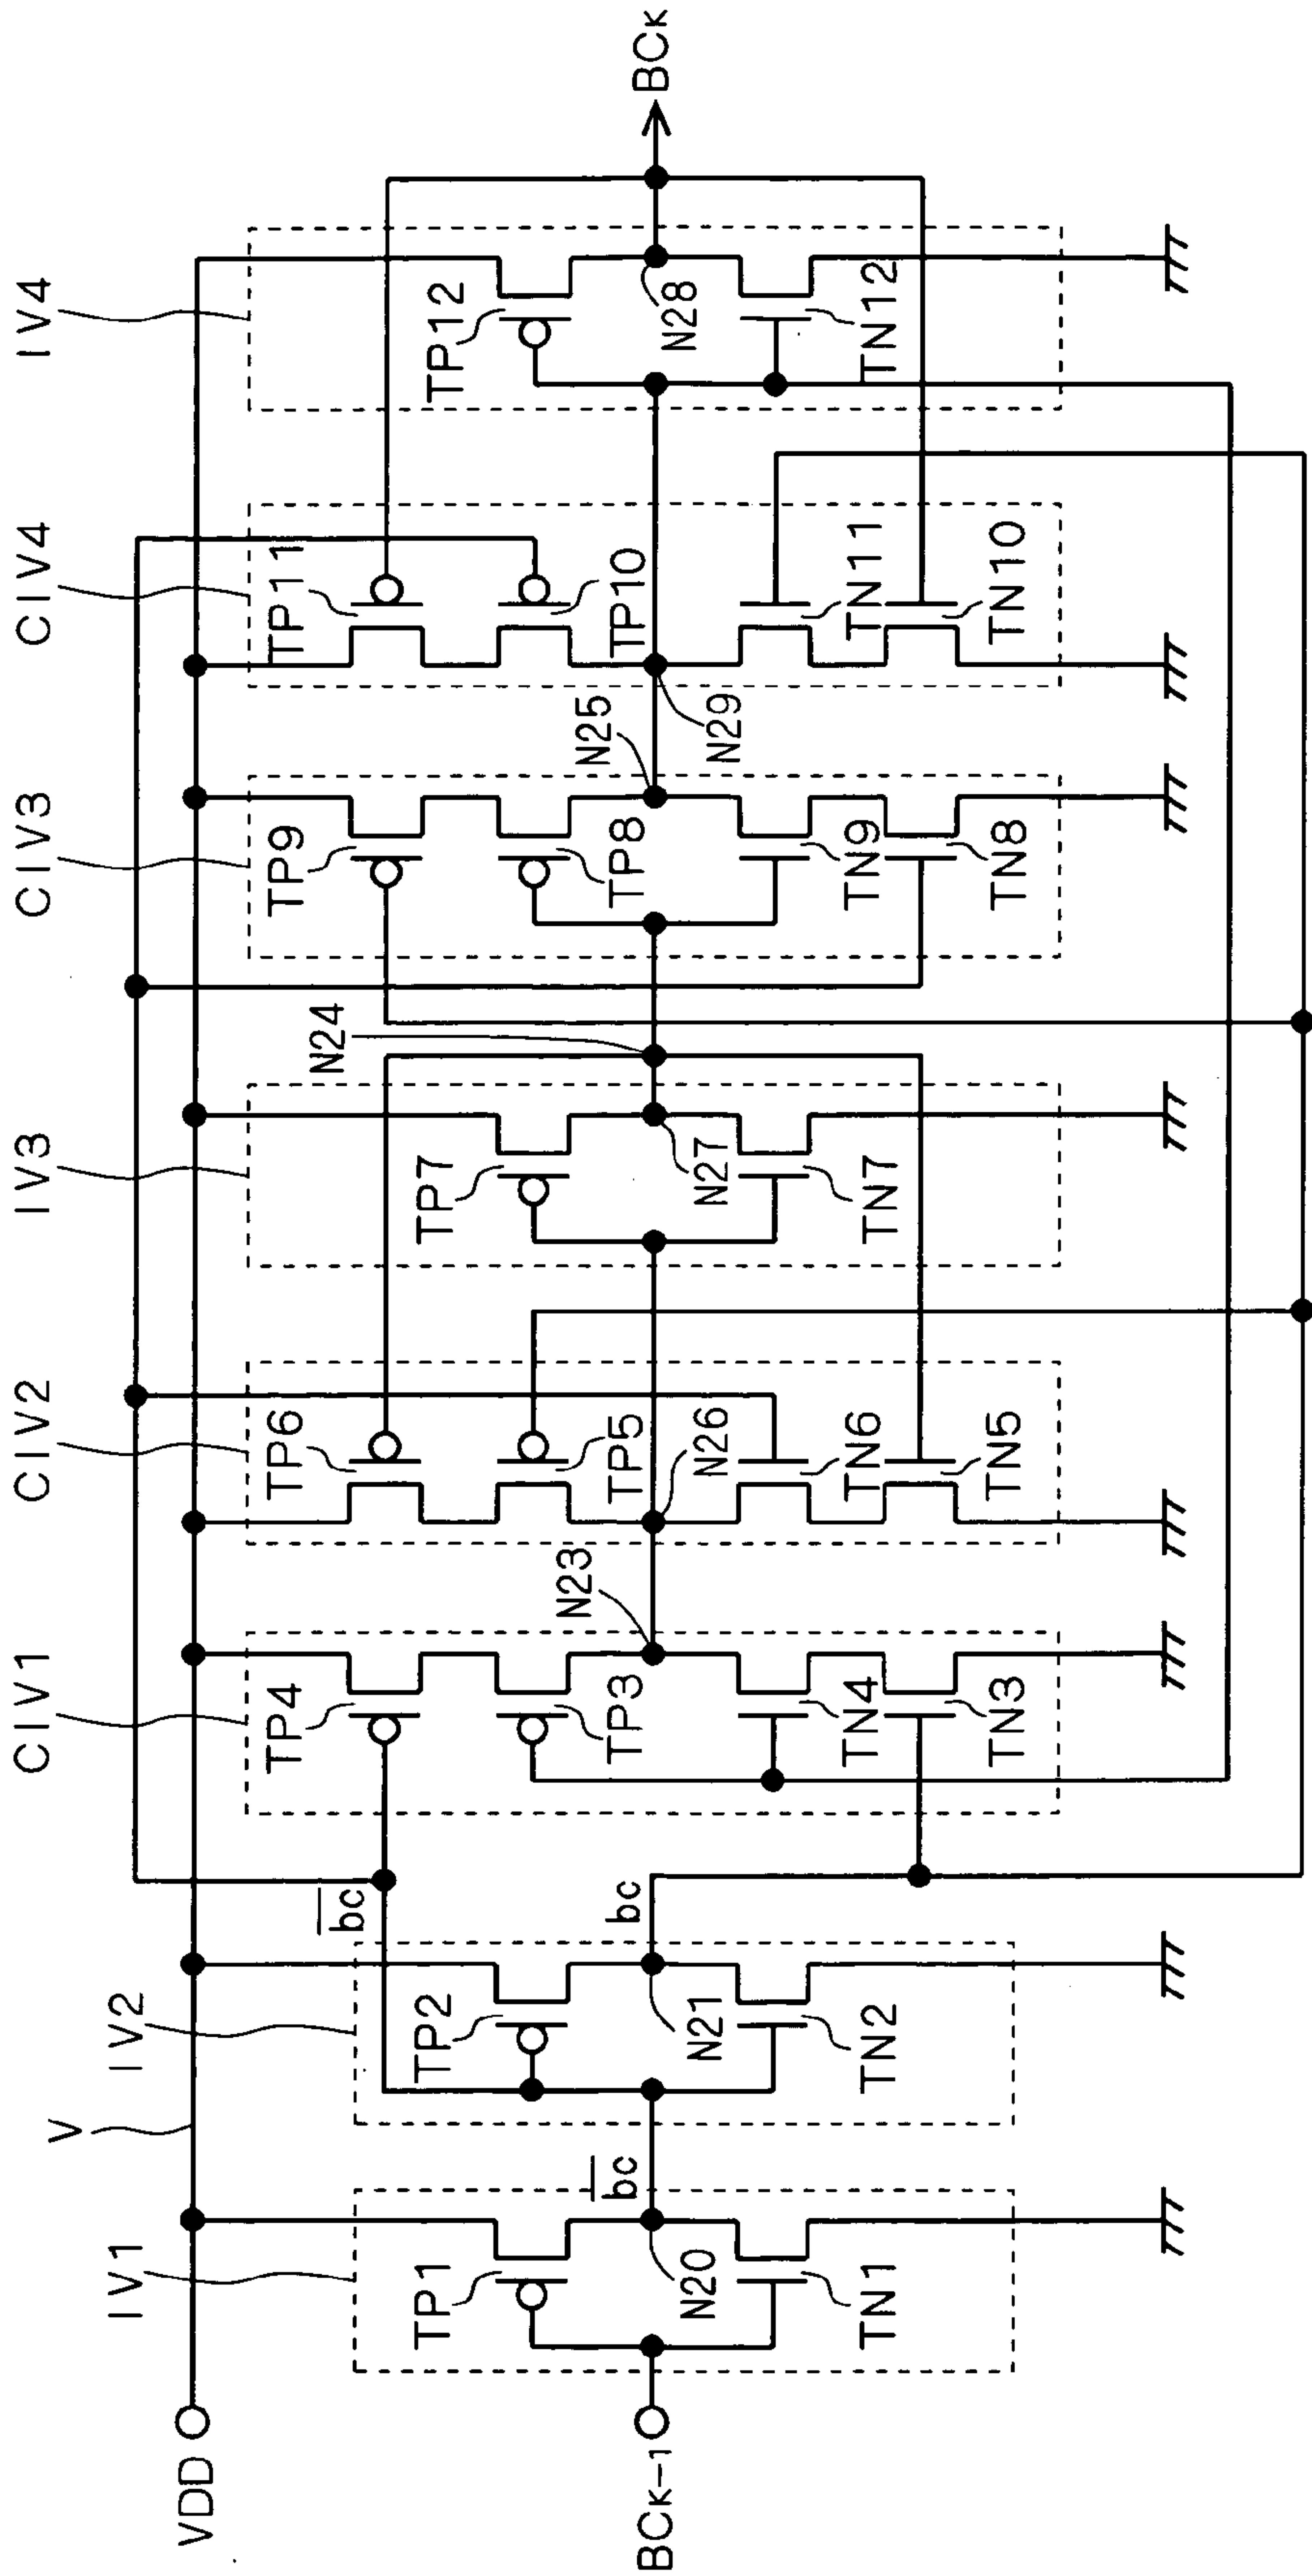 IV1
IV2
CIV1
CIV2
IV3
CIV3
CIV4
IV4
V
VDD
BCK-1
BCK
TP1
TN1
N20
b̅c̅
TP2
TN2
N21
b̅c̅
bc
TP4
TP3
N23
TN4
TN3
TP6
TP5
N26
TN6
TN5
TP7
N27
TN7
N24
TP9
TP8
N25
TN9
TN8
TP11
TP10
N29
TN11
TN10
TP12
N28
TN12